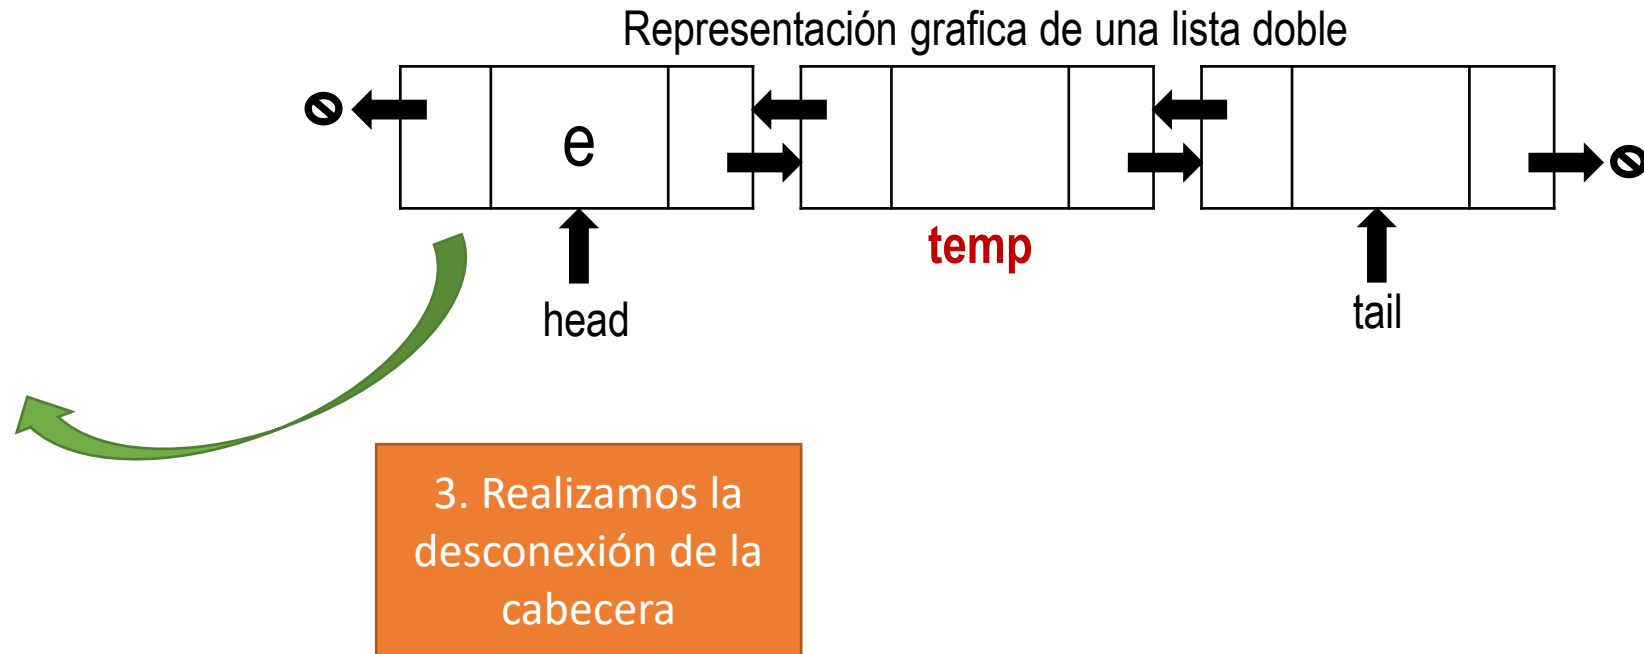 Representación grafica de una lista doble
e
temp
head
tail
3. Realizamos la
desconexión de la
cabecera